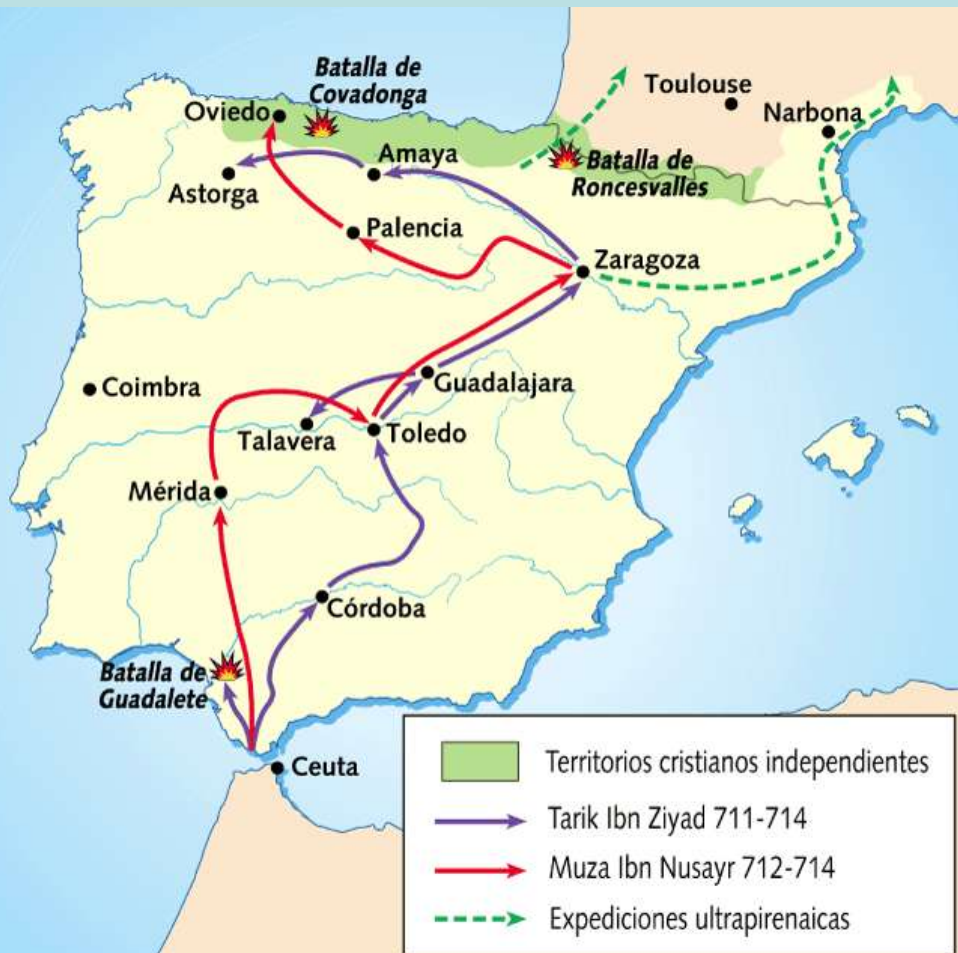 Batalla de
Covadonga
Oviedo
Toulouse
Narbona
Amaya
Batalla de
Roncesvalles
Astorga
Palencia
Zaragoza
Coimbra
Guadalajara
Talavera
Toledo
Mérida
Córdoba
Batalla de
Guadalete
Ceuta
Territorios cristianos independientes
Tarik Ibn Ziyad 711-714
Muza Ibn Nusayr 712-714
Expediciones ultrapirenaicas